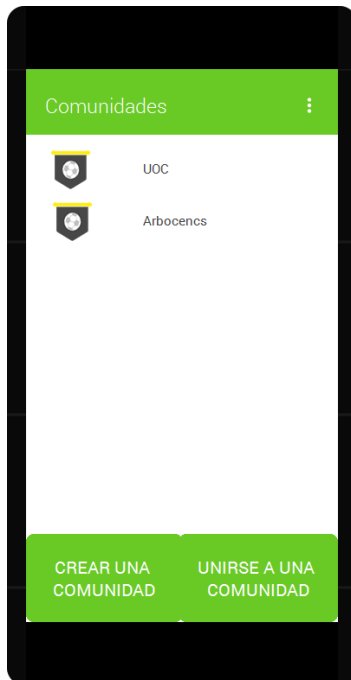 Comunidades
UOC
Arbocencs
CREAR UNA
COMUNIDAD
UNIRSE A UNA
COMUNIDAD